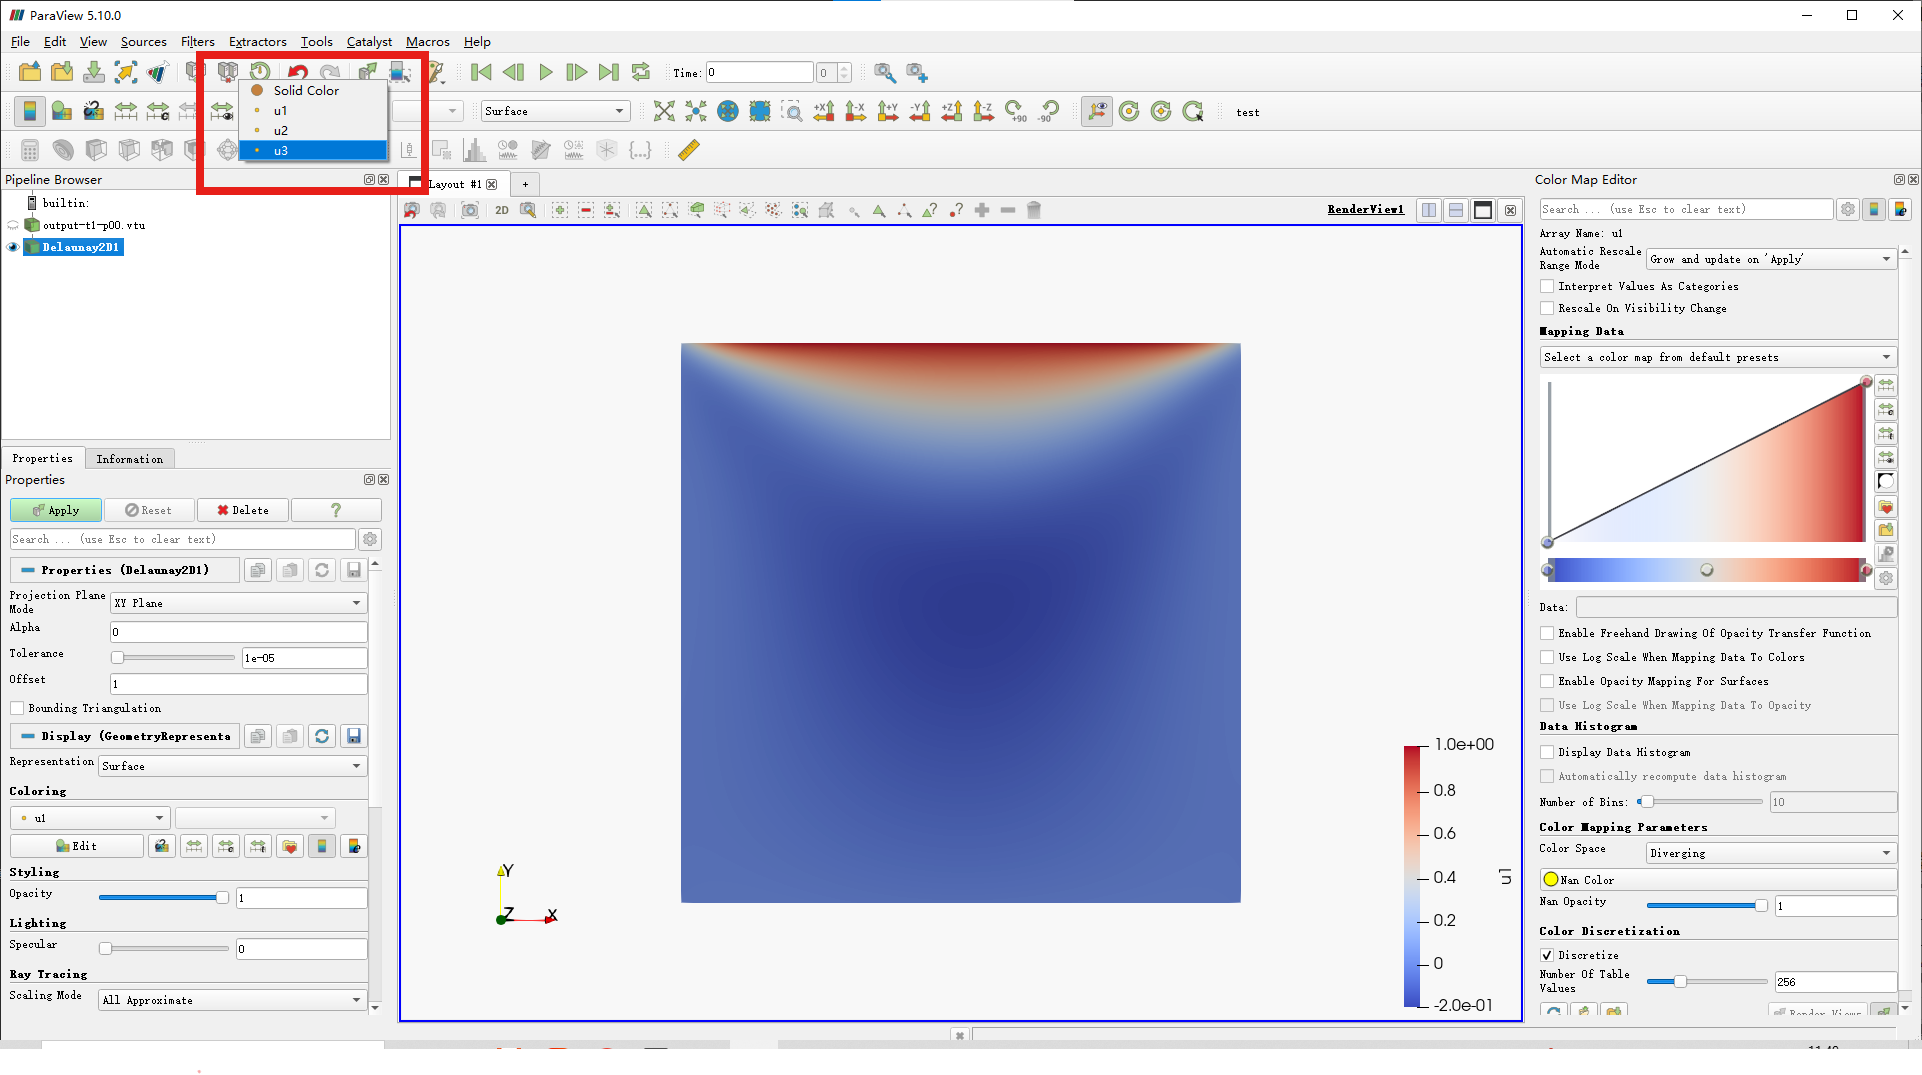 ParaView 5.10.0
File Edit View Sources Filters Extractors Tools Catalyst Macros Help
Time: 0 0
Solid Color
u1
u2
u3
Surface
+X -X +Y -Y +Z -Z +90 -90 test
Pipeline Browser
builtin:
output-t1-p00.vtu
Delaunay2D1
Layout #1 +
2D
RenderView1
Properties Information
Properties
Apply Reset Delete ?
Search ... (use Esc to clear text)
Properties (Delaunay2D1)
Projection Plane Mode XY Plane
Alpha 0
Tolerance 1e-05
Offset 1
Bounding Triangulation
Display (GeometryRepresenta
Representation Surface
Coloring
u1
Edit
Styling
Opacity 1
Lighting
Specular 0
Ray Tracing
Scaling Mode All Approximate
Y
Z X
1.0e+00
0.8
0.6
0.4
0.2
0
-2.0e-01
u1
Color Map Editor
Search ... (use Esc to clear text)
Array Name: u1
Automatic Rescale Range Mode Grow and update on 'Apply'
Interpret Values As Categories
Rescale On Visibility Change
Mapping Data
Select a color map from default presets
Data:
Enable Freehand Drawing Of Opacity Transfer Function
Use Log Scale When Mapping Data To Colors
Enable Opacity Mapping For Surfaces
Use Log Scale When Mapping Data To Opacity
Data Histogram
Display Data Histogram
Automatically recompute data histogram
Number of Bins: 10
Color Mapping Parameters
Color Space Diverging
Nan Color
Nan Opacity 1
Color Discretization
Discretize
Number Of Table Values 256
Render Views